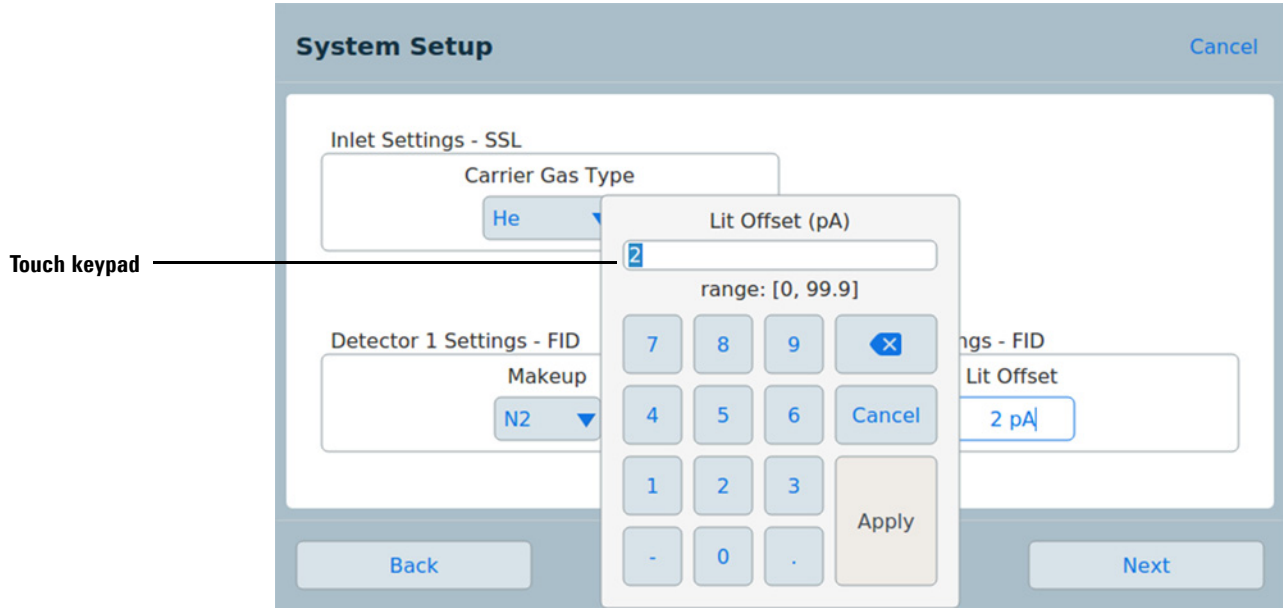 System Setup
Cancel
Inlet Settings - SSL
Carrier Gas Type
He
Touch keypad
Lit Offset (pA)
2
range: [0, 99.9]
Detector 1 Settings - FID
Makeup
N2
ngs - FID
Lit Offset
2 pA
7 8 9
4 5 6 Cancel
1 2 3
Apply
- 0 .
Back
Next